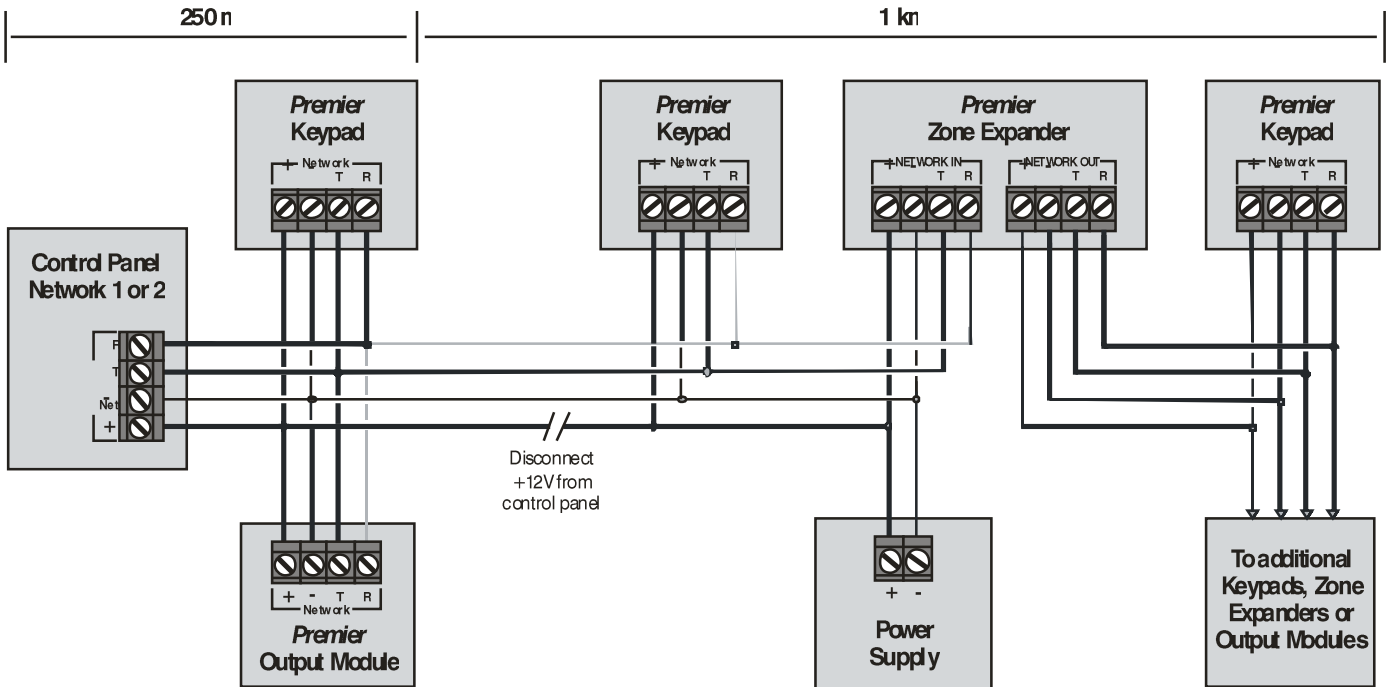 250 m
1 km
Premier
Keypad
+ - Network
T R
Premier
Keypad
+ - Network
T R
Premier
Zone Expander
+ - NETWORK IN
T R
+ - NETWORK OUT
T R
Premier
Keypad
+ - Network
T R
Control Panel
Network 1 or 2
R
T
- Net
+
Disconnect
+12V from
control panel
+ - T R
Network
Premier
Output Module
+ -
Power
Supply
To additional
Keypads, Zone
Expanders or
Output Modules